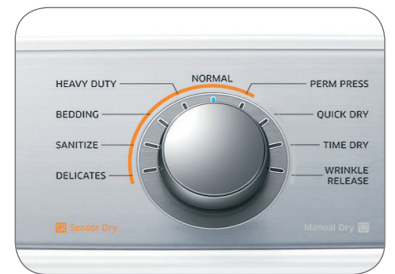 NORMAL
HEAVY DUTY
PERM PRESS
BEDDING
QUICK DRY
SANITIZE
TIME DRY
DELICATES
WRINKLE
RELEASE
Sensor Dry
Manual Dry